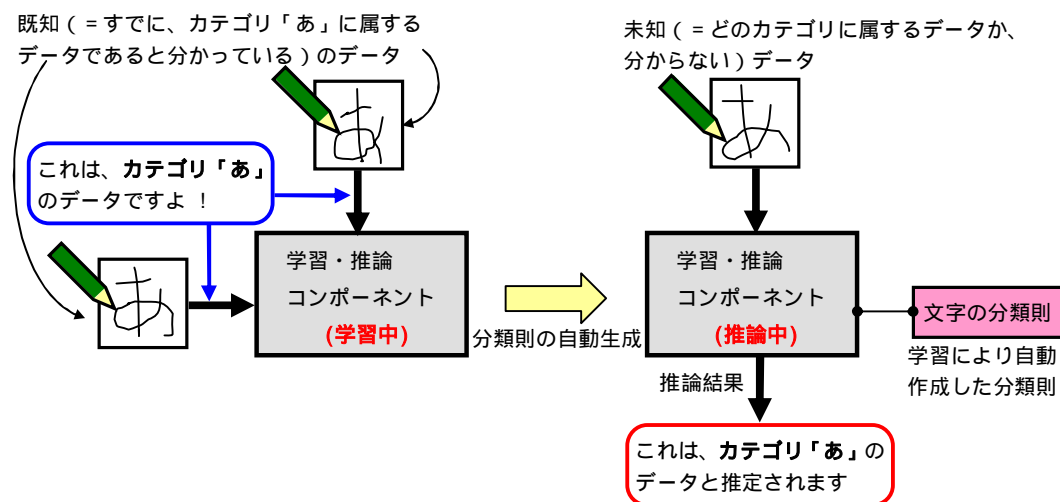 既知(=すでに、カテゴリ「あ」に属する
データであると分かっている)のデータ
あ
これは、カテゴリ「あ」
のデータですよ !
あ
学習・推論
コンポーネント
(学習中)
分類則の自動生成
未知(=どのカテゴリに属するデータか、
分からない)データ
あ
学習・推論
コンポーネント
(推論中)
文字の分類則
学習により自動
作成した分類則
推論結果
これは、カテゴリ「あ」の
データと推定されます